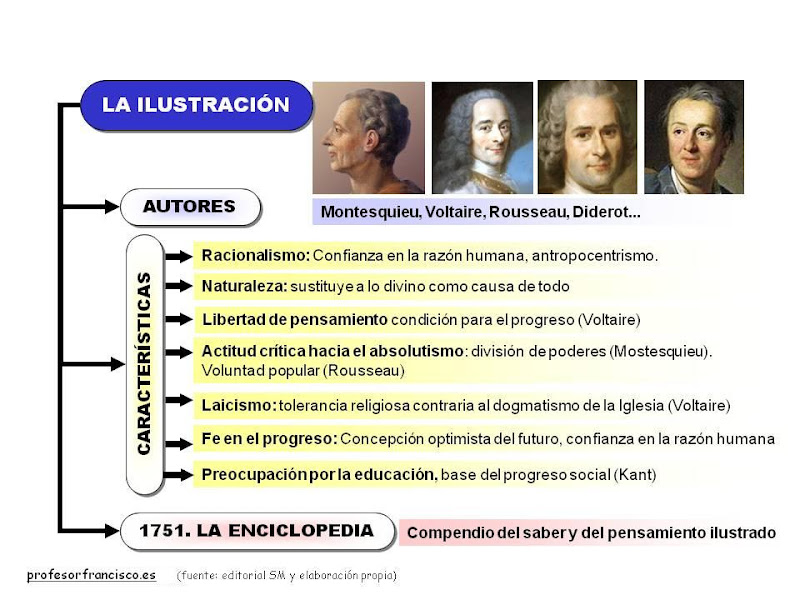 LA ILUSTRACIÓN
AUTORES
Montesquieu, Voltaire, Rousseau, Diderot...
CARACTERÍSTICAS
Racionalismo: Confianza en la razón humana, antropocentrismo.
Naturaleza: sustituye a lo divino como causa de todo
Libertad de pensamiento condición para el progreso (Voltaire)
Actitud crítica hacia el absolutismo: división de poderes (Mostesquieu).
Voluntad popular (Rousseau)
Laicismo: tolerancia religiosa contraria al dogmatismo de la Iglesia (Voltaire)
Fe en el progreso: Concepción optimista del futuro, confianza en la razón humana
Preocupación por la educación, base del progreso social (Kant)
1751. LA ENCICLOPEDIA
Compendio del saber y del pensamiento ilustrado
profesorfrancisco.es (fuente: editorial SM y elaboración propia)